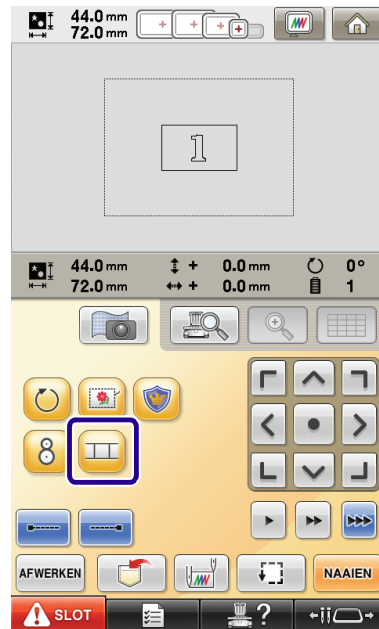 44.0 mm
72.0 mm
1
44.0 mm + 0.0 mm 0°
72.0 mm + 0.0 mm 1
8
AFWERKEN NAAIEN
SLOT ?